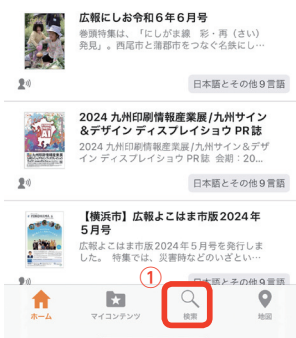 広報にしお令和6年6月号
巻頭特集は、「にしがま線　彩・再（さい）
発見」。西尾市と蒲郡市をつなぐ名鉄にし…
日本語とその他9言語
2024 九州印刷情報産業展/九州サイン
&デザイン ディスプレイショウ PR誌
2024 九州印刷情報産業展/九州サイン&デザ
イン ディスプレイショウ PR誌　会期：20...
日本語とその他9言語
【横浜市】広報よこはま市版2024年
5月号
広報よこはま市版2024年5月号を発行しま
した。 特集では、災害時などのいざとい…
①
日本語とその他9言語
ホーム
マイコンテンツ
検索
地図